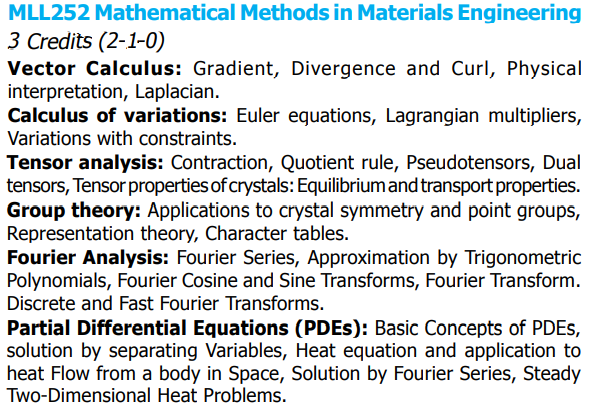 MLL252 Mathematical Methods in Materials Engineering
3 Credits (2-1-0)
Vector Calculus: Gradient, Divergence and Curl, Physical
interpretation, Laplacian.
Calculus of variations: Euler equations, Lagrangian multipliers,
Variations with constraints.
Tensor analysis: Contraction, Quotient rule, Pseudotensors, Dual
tensors, Tensor properties of crystals: Equilibrium and transport properties.
Group theory: Applications to crystal symmetry and point groups,
Representation theory, Character tables.
Fourier Analysis: Fourier Series, Approximation by Trigonometric
Polynomials, Fourier Cosine and Sine Transforms, Fourier Transform.
Discrete and Fast Fourier Transforms.
Partial Differential Equations (PDEs): Basic Concepts of PDEs,
solution by separating Variables, Heat equation and application to
heat Flow from a body in Space, Solution by Fourier Series, Steady
Two-Dimensional Heat Problems.